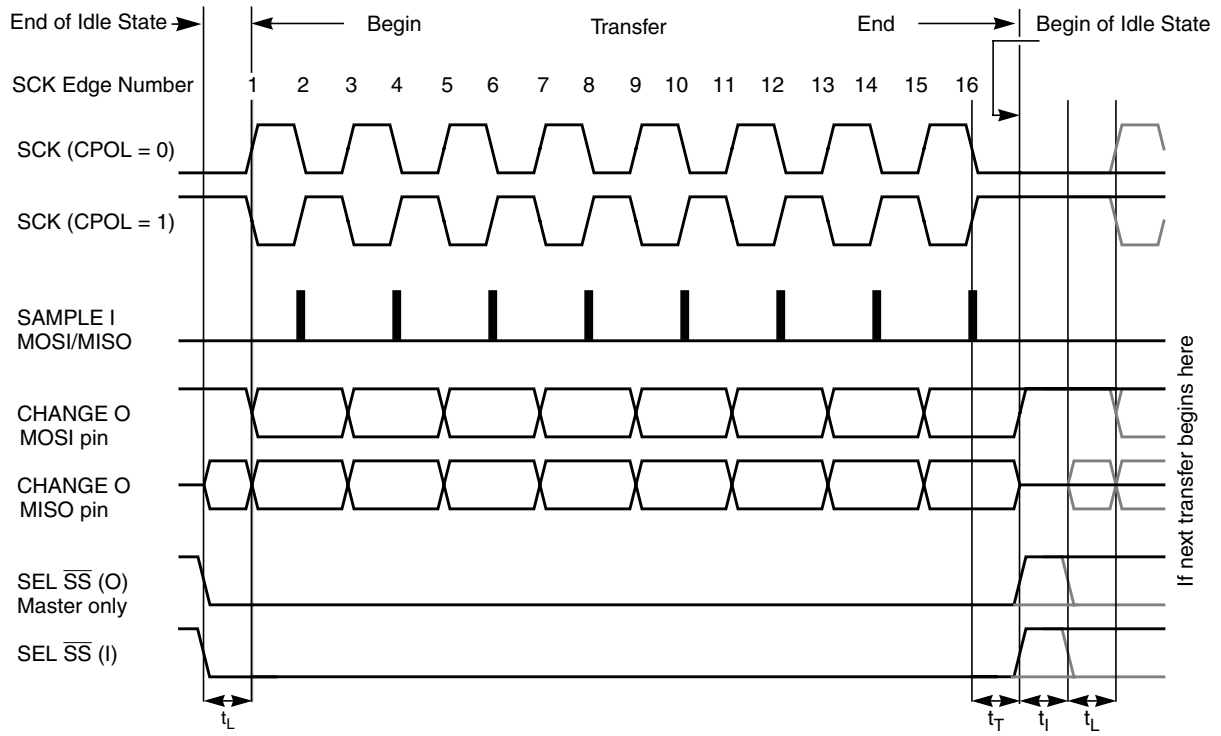 End of Idle State Begin Transfer End Begin of Idle State
SCK Edge Number 1 2 3 4 5 6 7 8 9 10 11 12 13 14 15 16
SCK (CPOL = 0)
SCK (CPOL = 1)
SAMPLE I
MOSI/MISO
CHANGE O
MOSI pin
CHANGE O
MISO pin
SEL SS (O)
Master only
SEL SS (I)
tL tT tI tL
If next transfer begins here